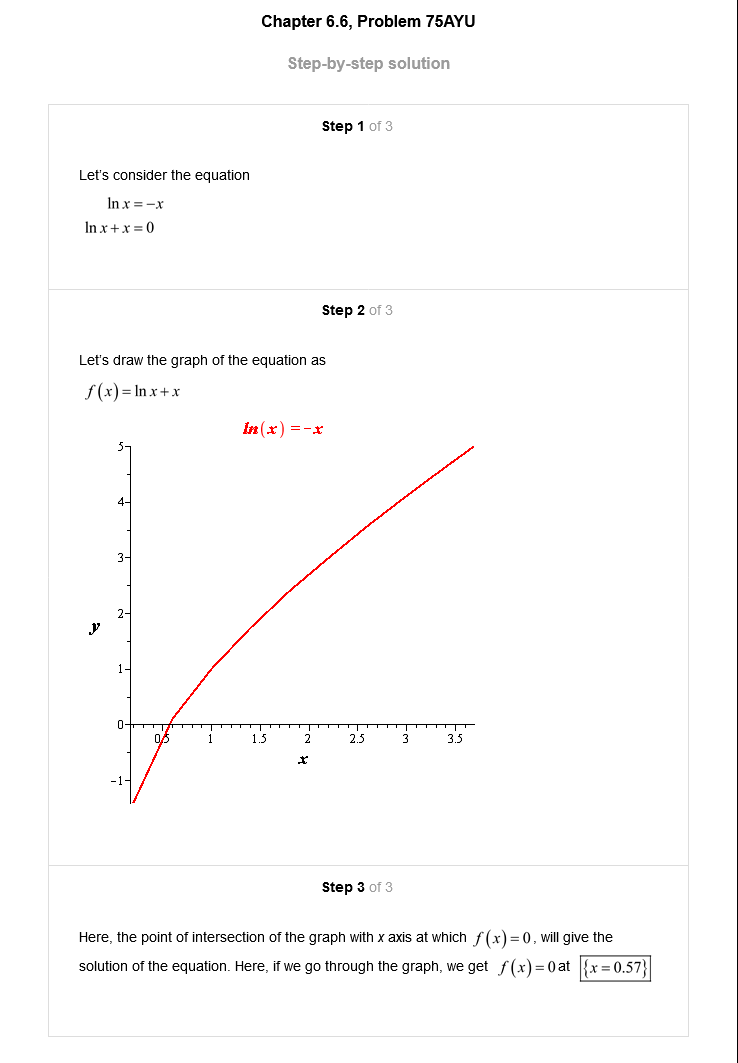 Chapter 6.6, Problem 75AYU
Step-by-step solution
Step 1 of 3
Let's consider the equation
ln x = −x
ln x + x = 0
Step 2 of 3
Let's draw the graph of the equation as
f(x) = ln x + x
ln(x) = −x
5
4
3
2
y
1
0
0.5 1 1.5 2 2.5 3 3.5
x
−1
Step 3 of 3
Here, the point of intersection of the graph with x axis at which f(x) = 0, will give the
solution of the equation. Here, if we go through the graph, we get f(x) = 0 at {x = 0.57}